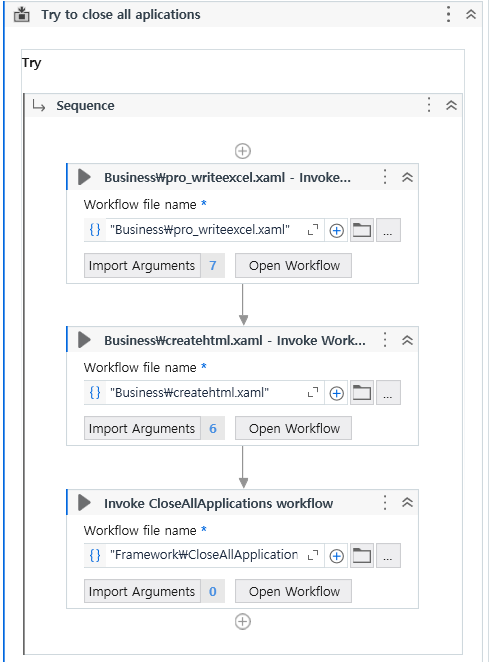 Try to close all aplications
Try
Sequence
Business₩pro_writeexcel.xaml - Invoke...
Workflow file name *
{} "Business₩pro_writeexcel.xaml"
...
Import Arguments 7 Open Workflow
Business₩createhtml.xaml - Invoke Work...
Workflow file name *
{} "Business₩createhtml.xaml"
...
Import Arguments 6 Open Workflow
Invoke CloseAllApplications workflow
Workflow file name *
{} "Framework₩CloseAllApplication
...
Import Arguments 0 Open Workflow